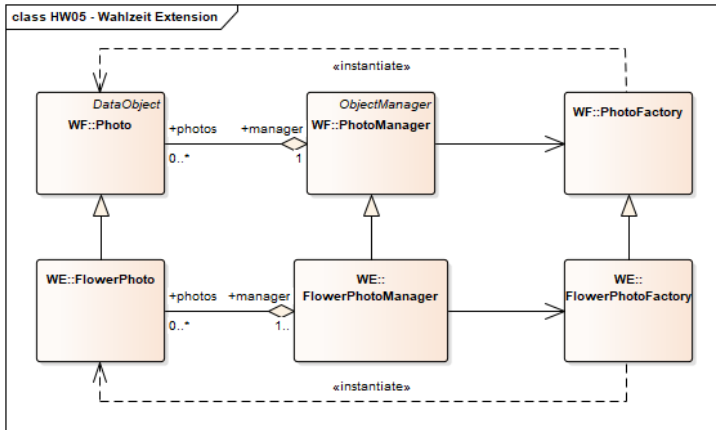 class HW05 - Wahlzeit Extension
«instantiate»
DataObject
WF::Photo
+photos
+manager
0..*
1
ObjectManager
WF::PhotoManager
WF::PhotoFactory
WE::FlowerPhoto
+photos
+manager
0..*
1..
WE::
FlowerPhotoManager
WE::
FlowerPhotoFactory
«instantiate»